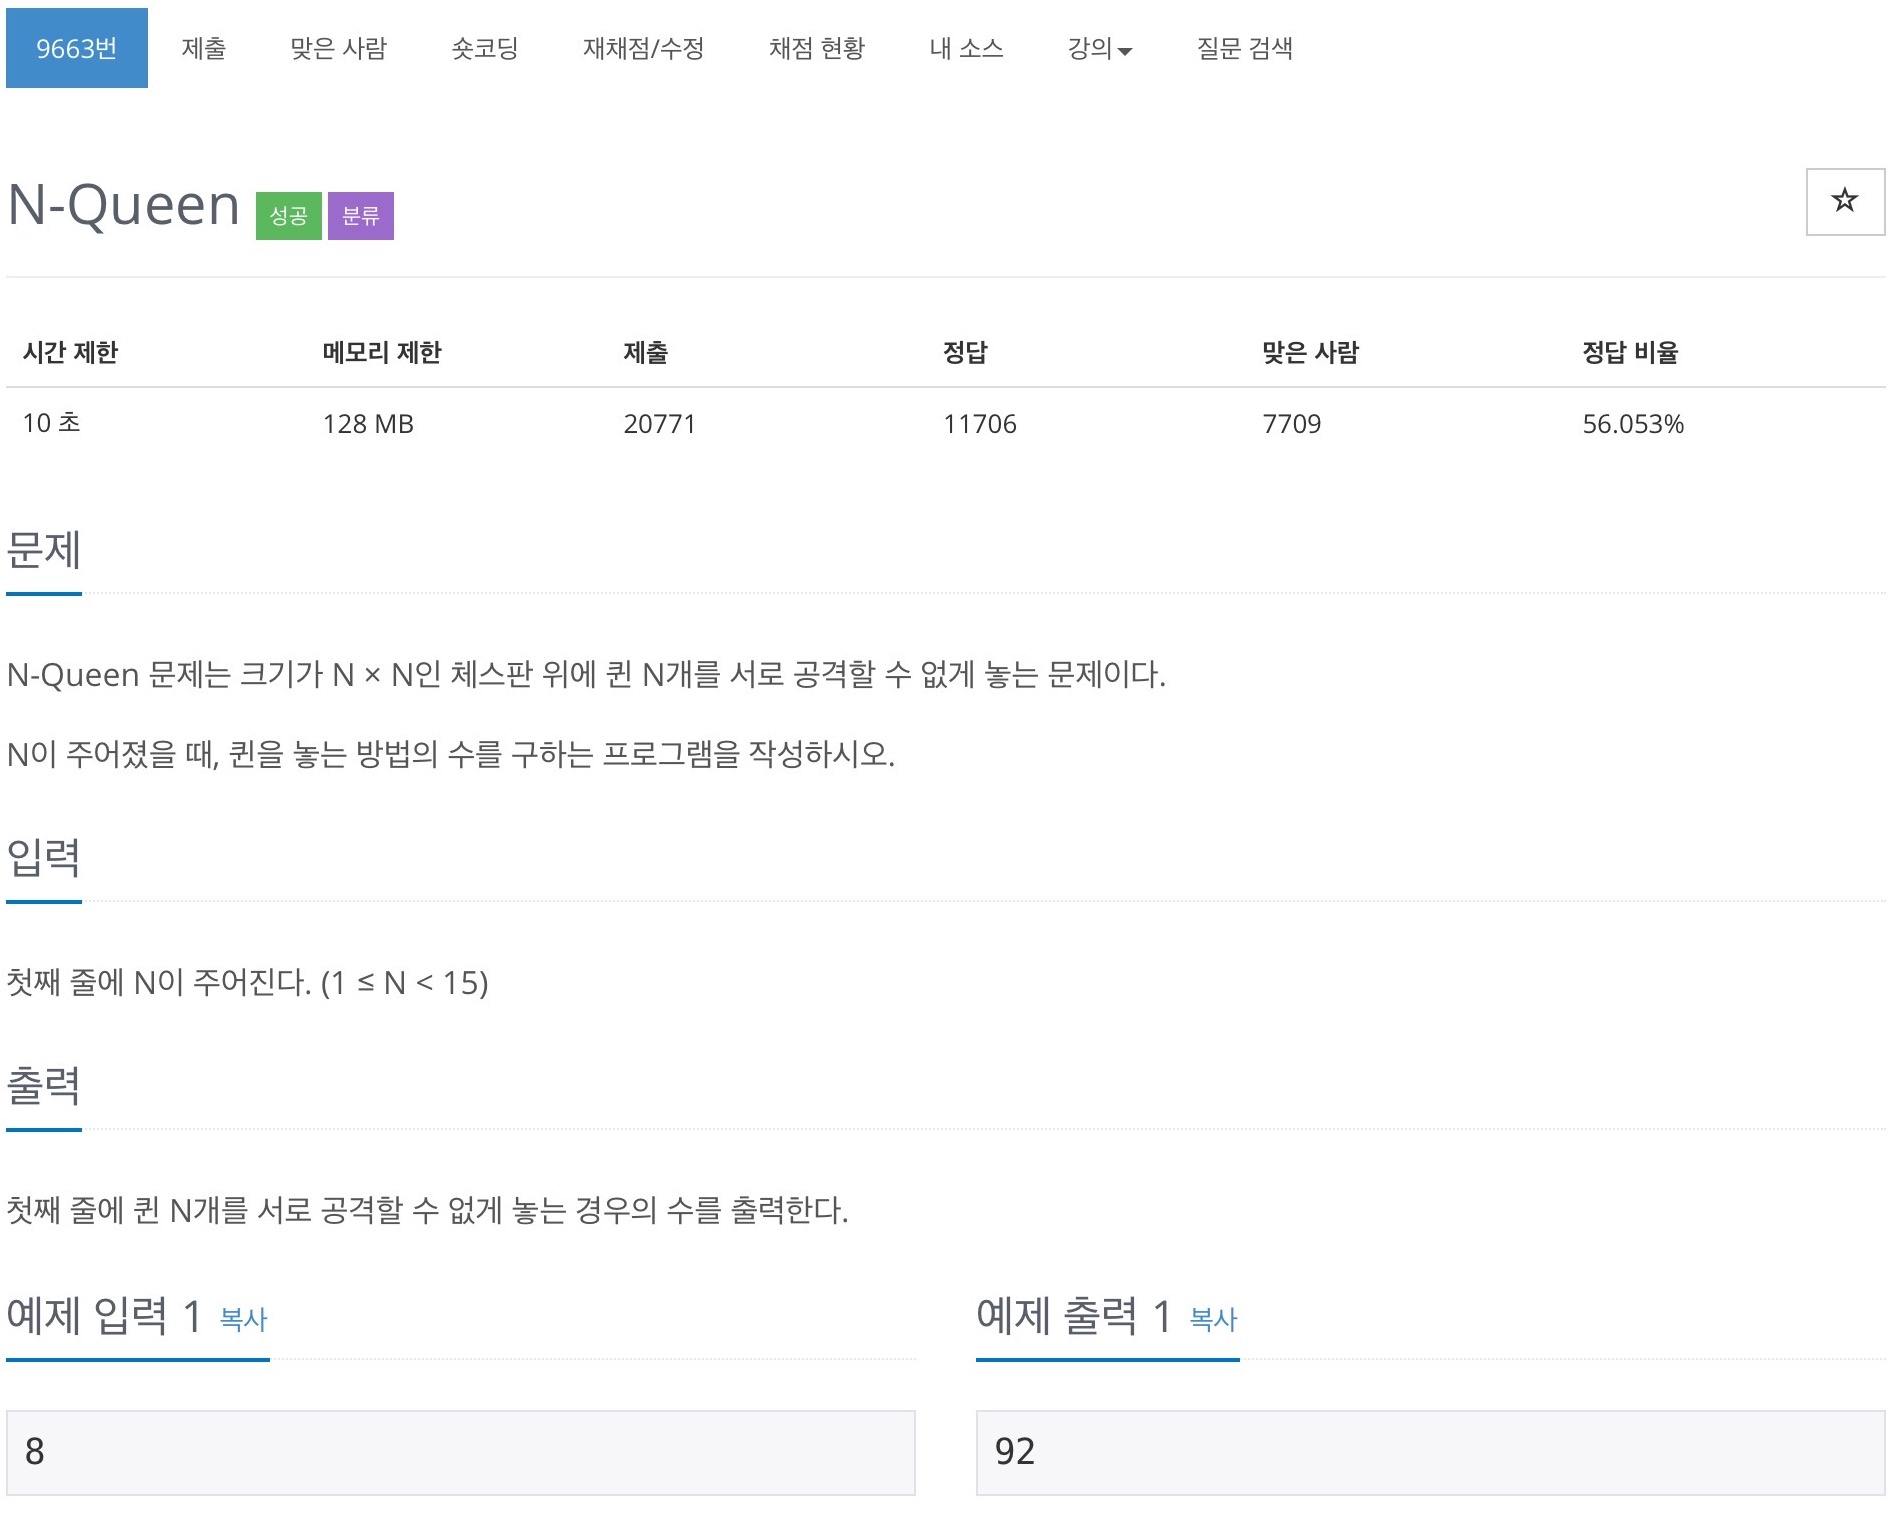 9663번 제출 맞은 사람 숏코딩 재채점/수정 채점 현황 내 소스 강의 질문 검색
N-Queen 성공 분류
시간 제한 메모리 제한 제출 정답 맞은 사람 정답 비율
10 초 128 MB 20771 11706 7709 56.053%
문제
N-Queen 문제는 크기가 N × N인 체스판 위에 퀸 N개를 서로 공격할 수 없게 놓는 문제이다.
N이 주어졌을 때, 퀸을 놓는 방법의 수를 구하는 프로그램을 작성하시오.
입력
첫째 줄에 N이 주어진다. (1 ≤ N < 15)
출력
첫째 줄에 퀸 N개를 서로 공격할 수 없게 놓는 경우의 수를 출력한다.
예제 입력 1 복사
8
예제 출력 1 복사
92